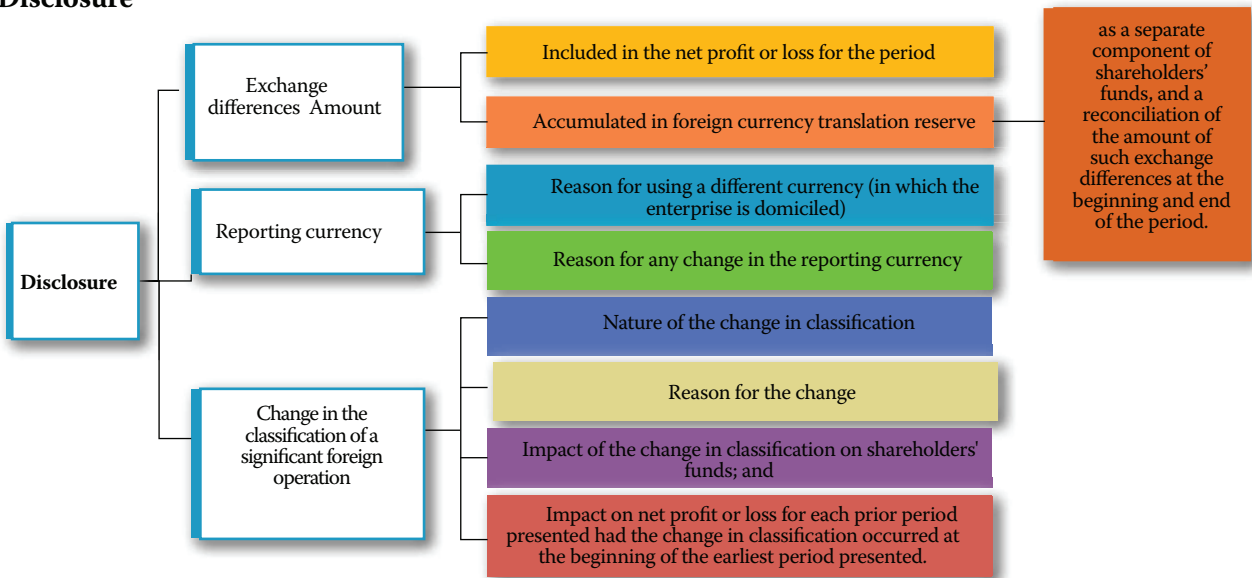 Disclosure
Disclosure
Exchange
differences Amount
Included in the net profit or loss for the period
Accumulated in foreign currency translation reserve
as a separate
component of
shareholders'
funds, and a
reconciliation of
the amount of
such exchange
differences at the
beginning and end
of the period.
Reporting currency
Reason for using a different currency (in which the
enterprise is domiciled)
Reason for any change in the reporting currency
Change in the
classification of a
significant foreign
operation
Nature of the change in classification
Reason for the change
Impact of the change in classification on shareholders'
funds; and
Impact on net profit or loss for each prior period
presented had the change in classification occurred at
the beginning of the earliest period presented.